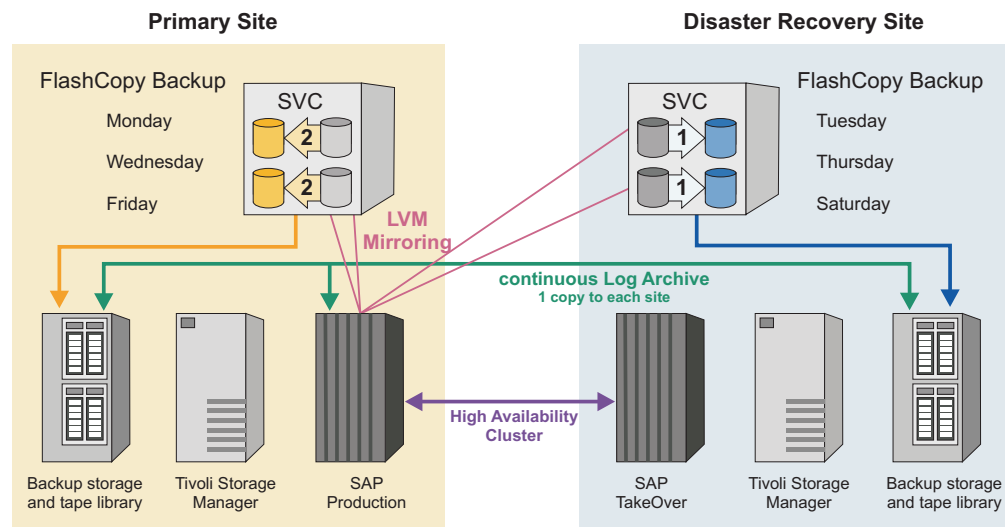 Primary Site
Disaster Recovery Site
FlashCopy Backup
Monday
Wednesday
Friday
SVC
2
2
SVC
1
1
FlashCopy Backup
Tuesday
Thursday
Saturday
LVM
Mirroring
continuous Log Archive
1 copy to each site
High Availability
Cluster
Backup storage
and tape library
Tivoli Storage
Manager
SAP
Production
SAP
TakeOver
Tivoli Storage
Manager
Backup storage
and tape library